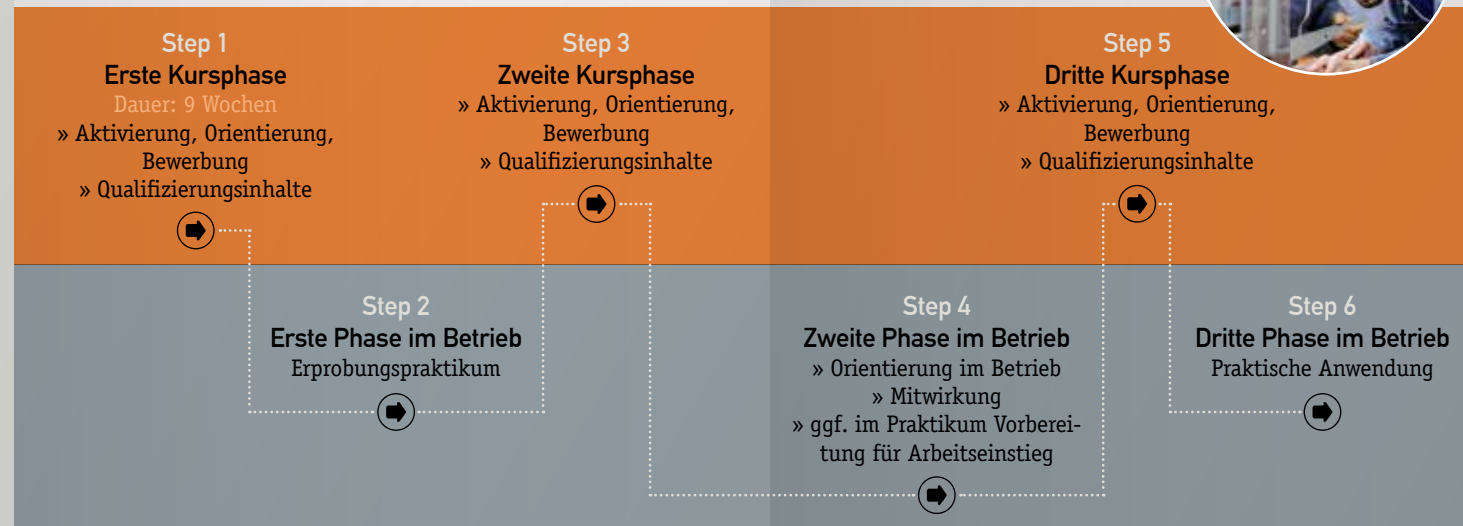 Step 1
Erste Kursphase
Dauer: 9 Wochen
» Aktivierung, Orientierung,
Bewerbung
» Qualifizierungsinhalte
Step 2
Erste Phase im Betrieb
Erprobungspraktikum
Step 3
Zweite Kursphase
» Aktivierung, Orientierung,
Bewerbung
» Qualifizierungsinhalte
Step 4
Zweite Phase im Betrieb
» Orientierung im Betrieb
» Mitwirkung
» ggf. im Praktikum Vorberei-
tung für Arbeitseinstieg
Step 5
Dritte Kursphase
» Aktivierung, Orientierung,
Bewerbung
» Qualifizierungsinhalte
Step 6
Dritte Phase im Betrieb
Praktische Anwendung